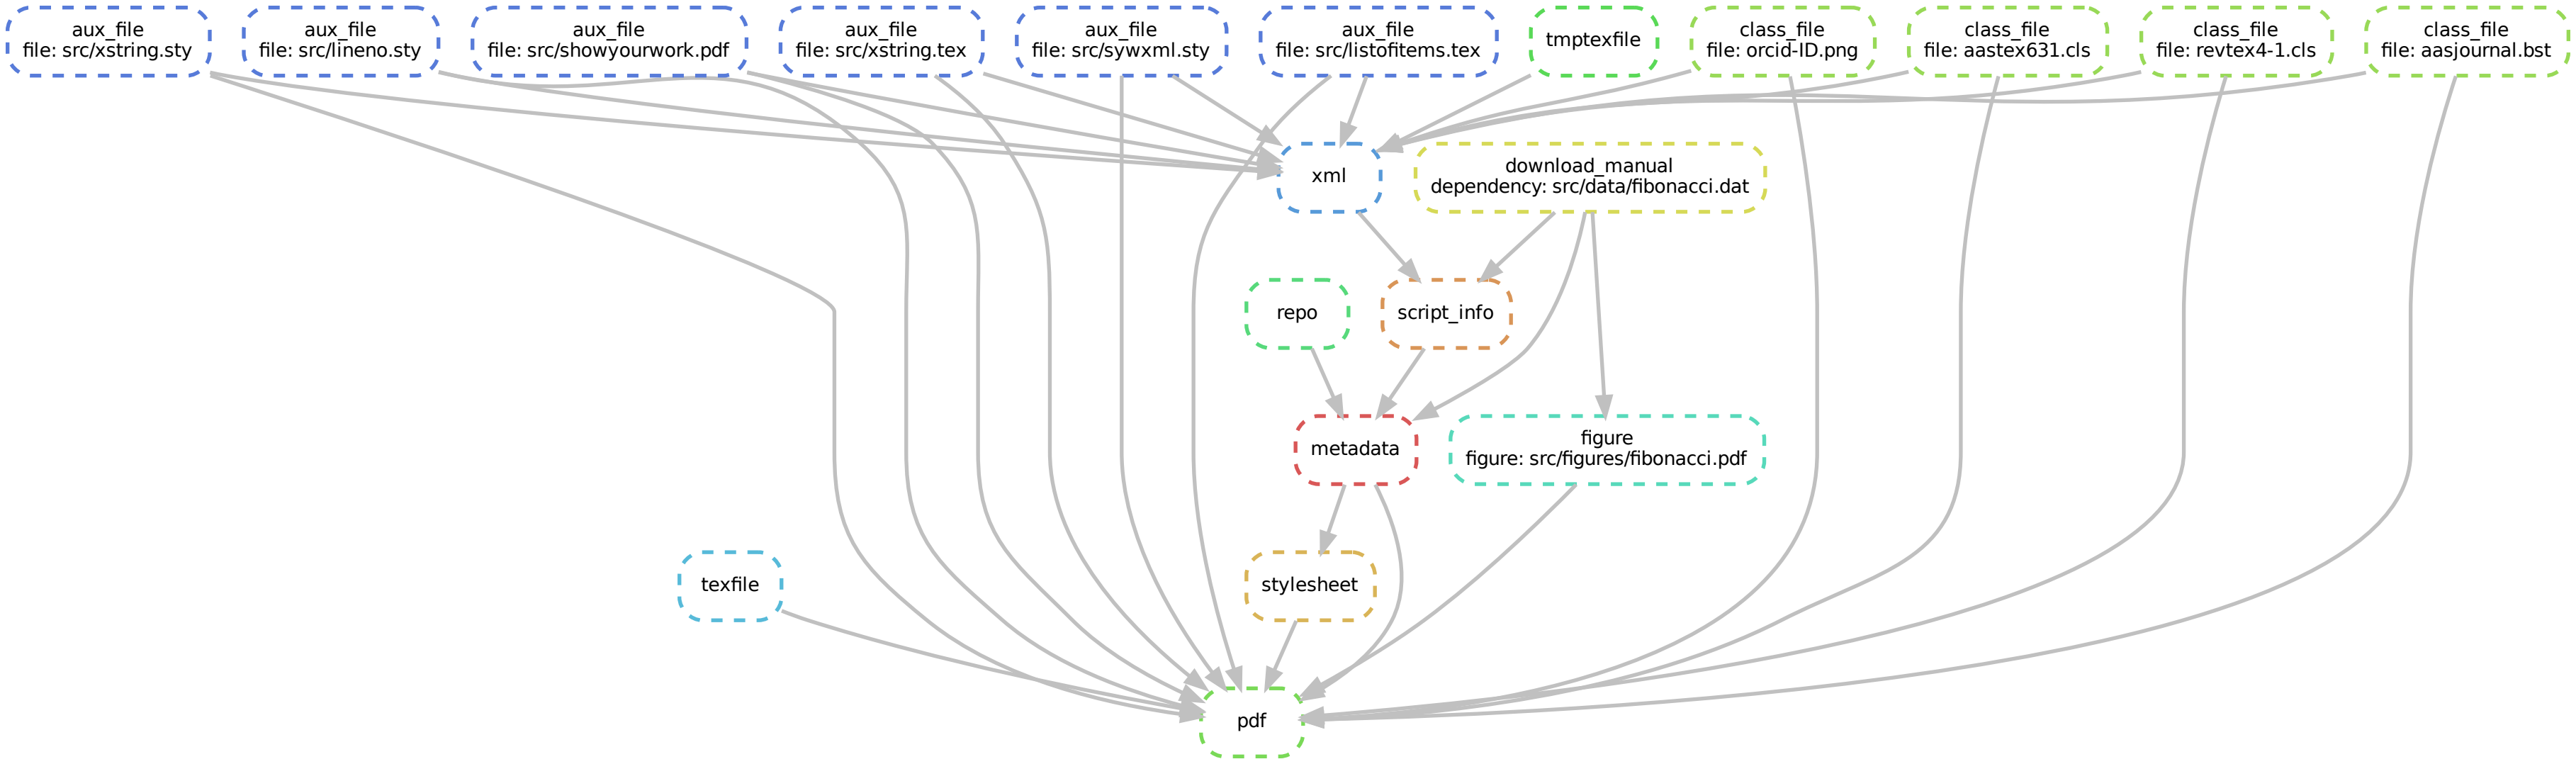 aux_file
file: src/xstring.sty
aux_file
file: src/lineno.sty
aux_file
file: src/showyourwork.pdf
aux_file
file: src/xstring.tex
aux_file
file: src/sywxml.sty
aux_file
file: src/listofitems.tex
tmptexfile
class_file
file: orcid-ID.png
class_file
file: aastex631.cls
class_file
file: revtex4-1.cls
class_file
file: aasjournal.bst
xml
download_manual
dependency: src/data/fibonacci.dat
repo
script_info
metadata
figure
figure: src/figures/fibonacci.pdf
texfile
stylesheet
pdf